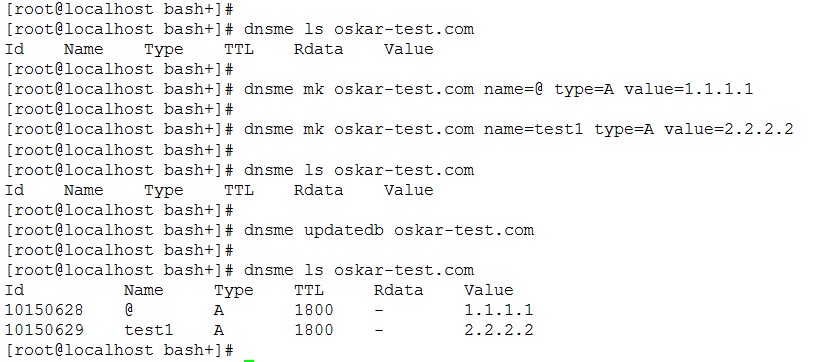 [root@localhost bash+]#
[root@localhost bash+]# dnsme ls oskar-test.com
Id    Name    Type    TTL    Rdata    Value
[root@localhost bash+]#
[root@localhost bash+]# dnsme mk oskar-test.com name=@ type=A value=1.1.1.1
[root@localhost bash+]#
[root@localhost bash+]# dnsme mk oskar-test.com name=test1 type=A value=2.2.2.2
[root@localhost bash+]#
[root@localhost bash+]# dnsme ls oskar-test.com
Id    Name    Type    TTL    Rdata    Value
[root@localhost bash+]#
[root@localhost bash+]# dnsme updatedb oskar-test.com
[root@localhost bash+]#
[root@localhost bash+]# dnsme ls oskar-test.com
Id          Name     Type    TTL     Rdata    Value
10150628    @        A       1800    -        1.1.1.1
10150629    test1    A       1800    -        2.2.2.2
[root@localhost bash+]#